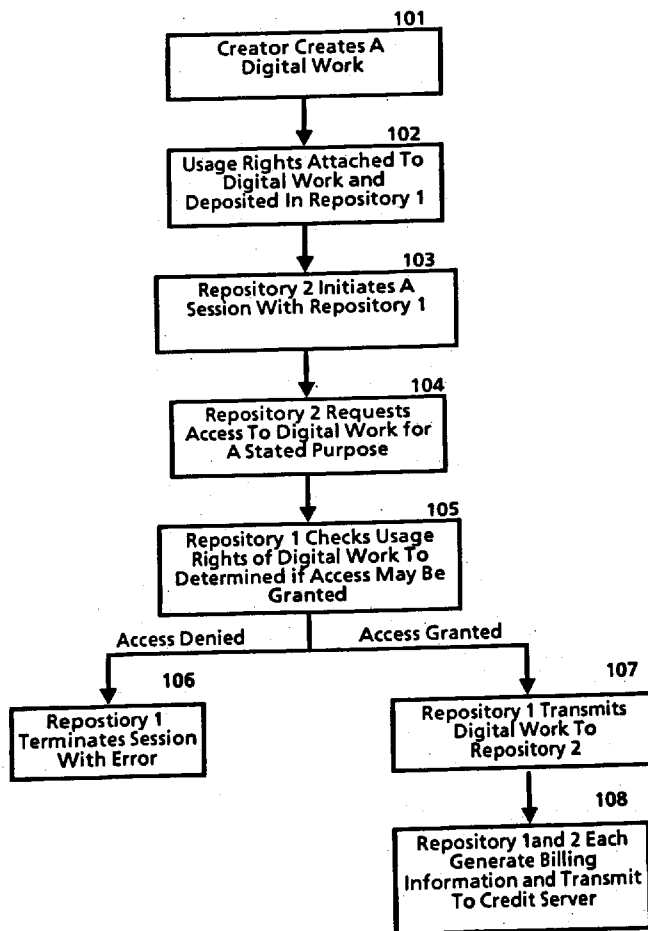 101
Creator Creates A
Digital Work
102
Usage Rights Attached To
Digital Work and
Deposited In Repository 1
103
Repository 2 Initiates A
Session With Repository 1
104
Repository 2 Requests
Access To Digital Work for
A Stated Purpose
105
Repository 1 Checks Usage
Rights of Digital Work To
Determined if Access May Be
Granted
Access Denied
Access Granted
106
Repostiory 1
Terminates Session
With Error
107
Repository 1 Transmits
Digital Work To
Repository 2
108
Repository 1and 2 Each
Generate Billing
Information and Transmit
To Credit Server